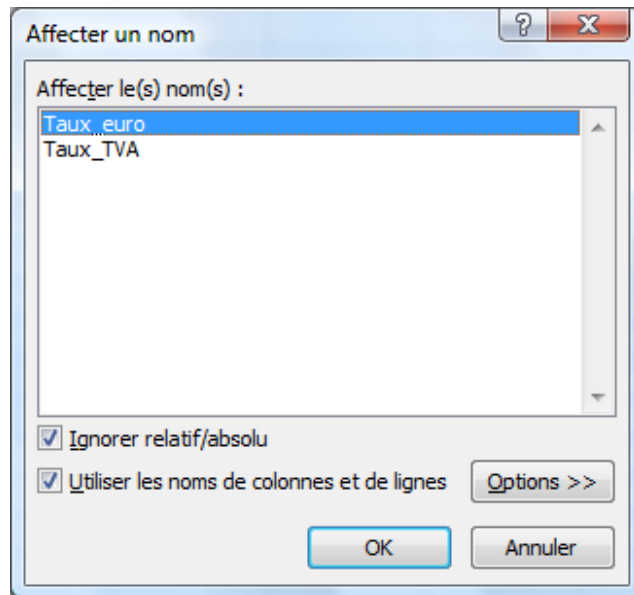 Affecter un nom
Affecter le(s) nom(s) :
Taux_euro
Taux_TVA
Ignorer relatif/absolu
Utiliser les noms de colonnes et de lignes
Options >>
OK
Annuler